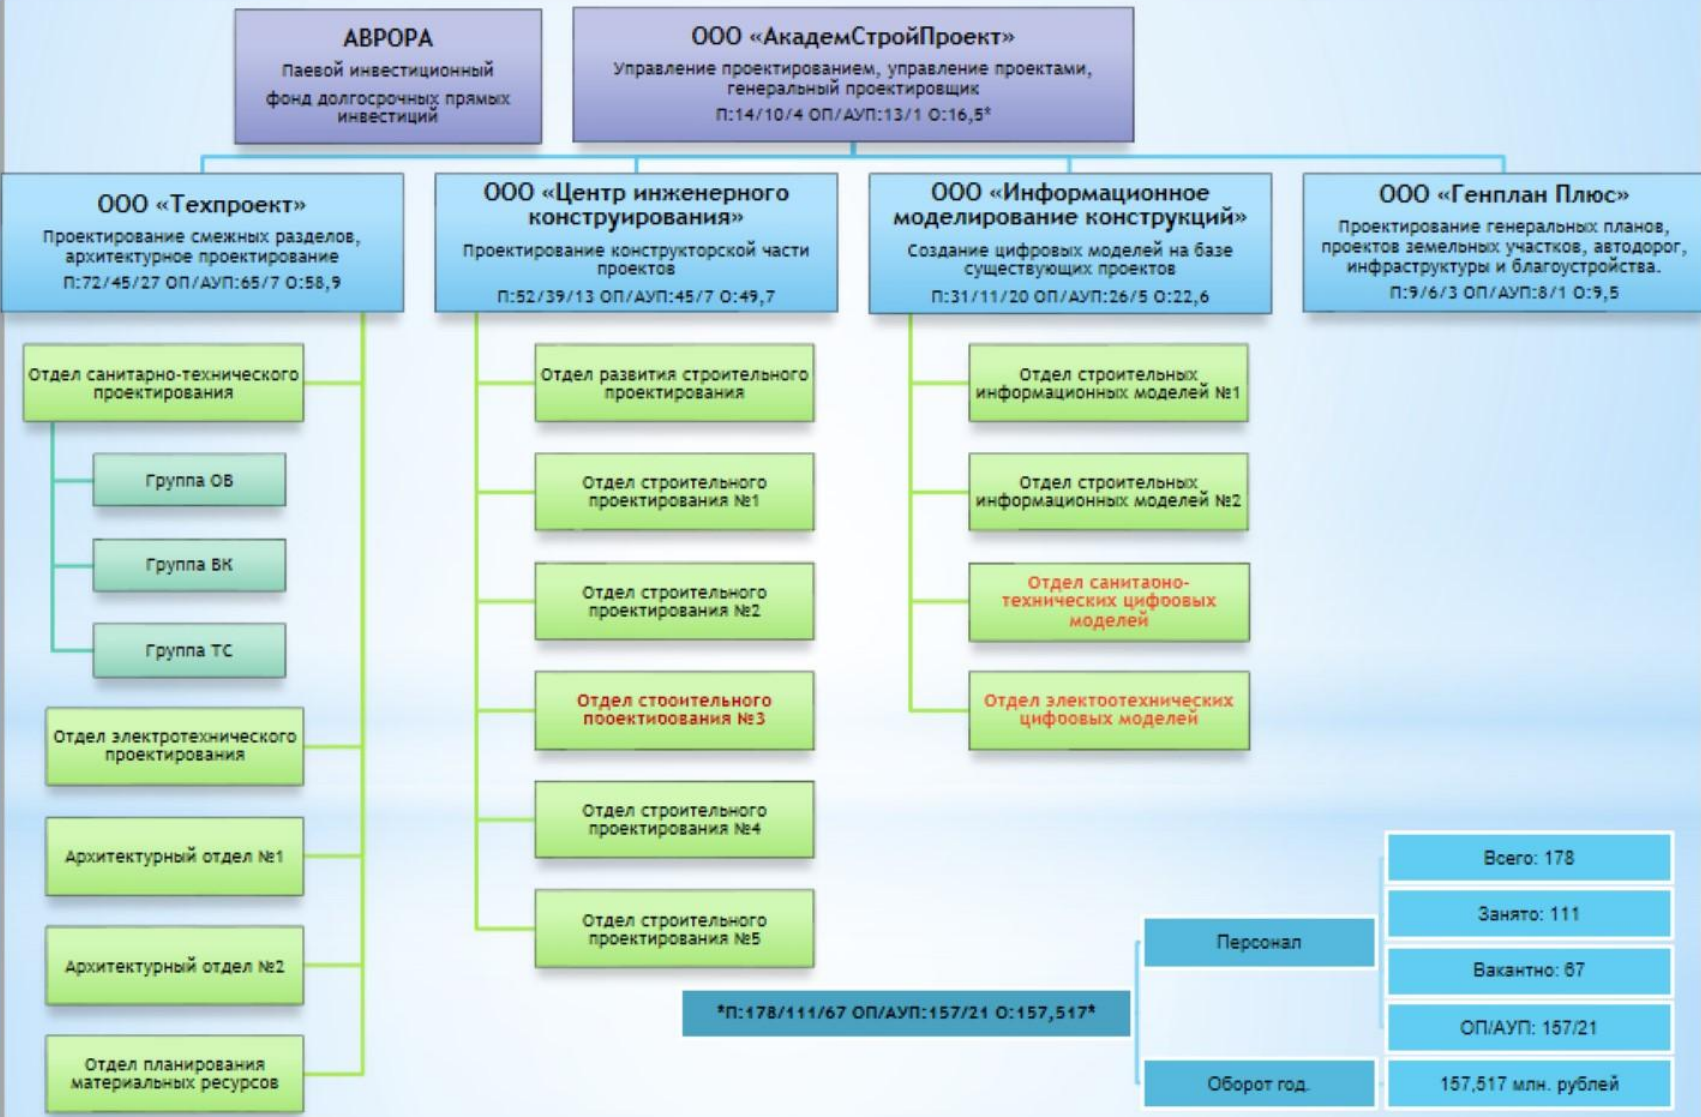 АВРОРА
Паевой инвестиционный
фонд долгосрочных прямых
инвестиций
ООО «АкадемСтройПроект»
Управление проектированием, управление проектами,
генеральный проектировщик
П:14/10/4 ОП/АУП:13/1 О:16,5*
ООО «Техпроект»
Проектирование смежных разделов,
архитектурное проектирование
П:72/45/27 ОП/АУП:65/7 О:58,9
ООО «Центр инженерного
конструирования»
Проектирование конструкторской части
проектов
П:52/39/13 ОП/АУП:45/7 О:49,7
ООО «Информационное
моделирование конструкций»
Создание цифровых моделей на базе
существующих проектов
П:31/11/20 ОП/АУП:26/5 О:22,6
ООО «Генплан Плюс»
Проектирование генеральных планов,
проектов земельных участков, автодорог,
инфраструктуры и благоустройства.
П:9/6/3 ОП/АУП:8/1 О:9,5
Отдел санитарно-технического
проектирования
Группа ОВ
Группа ВК
Группа ТС
Отдел электротехнического
проектирования
Архитектурный отдел №1
Архитектурный отдел №2
Отдел планирования
материальных ресурсов
Отдел развития строительного
проектирования
Отдел строительного
проектирования №1
Отдел строительного
проектирования №2
Отдел строительного
проектирования №3
Отдел строительного
проектирования №4
Отдел строительного
проектирования №5
Отдел строительных
информационных моделей №1
Отдел строительных
информационных моделей №2
Отдел санитарно-
технических цифровых
моделей
Отдел электротехнических
цифровых моделей
*П:178/111/67 ОП/АУП:157/21 О:157,517*
Персонал
Всего: 178
Занято: 111
Вакантно: 67
ОП/АУП: 157/21
Оборот год.
157,517 млн. рублей